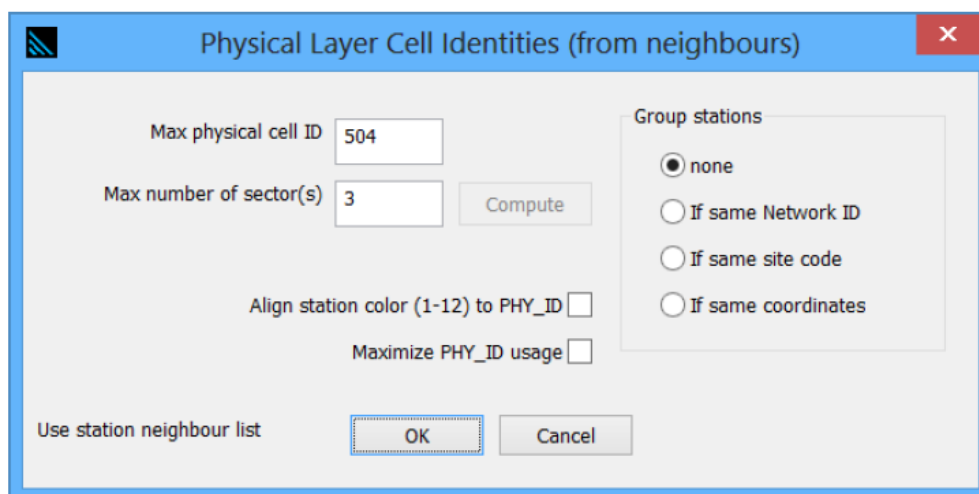 Physical Layer Cell Identities (from neighbours)
Max physical cell ID 504
Max number of sector(s) 3 Compute
Align station color (1-12) to PHY_ID
Maximize PHY_ID usage
Group stations
none
If same Network ID
If same site code
If same coordinates
Use station neighbour list OK Cancel